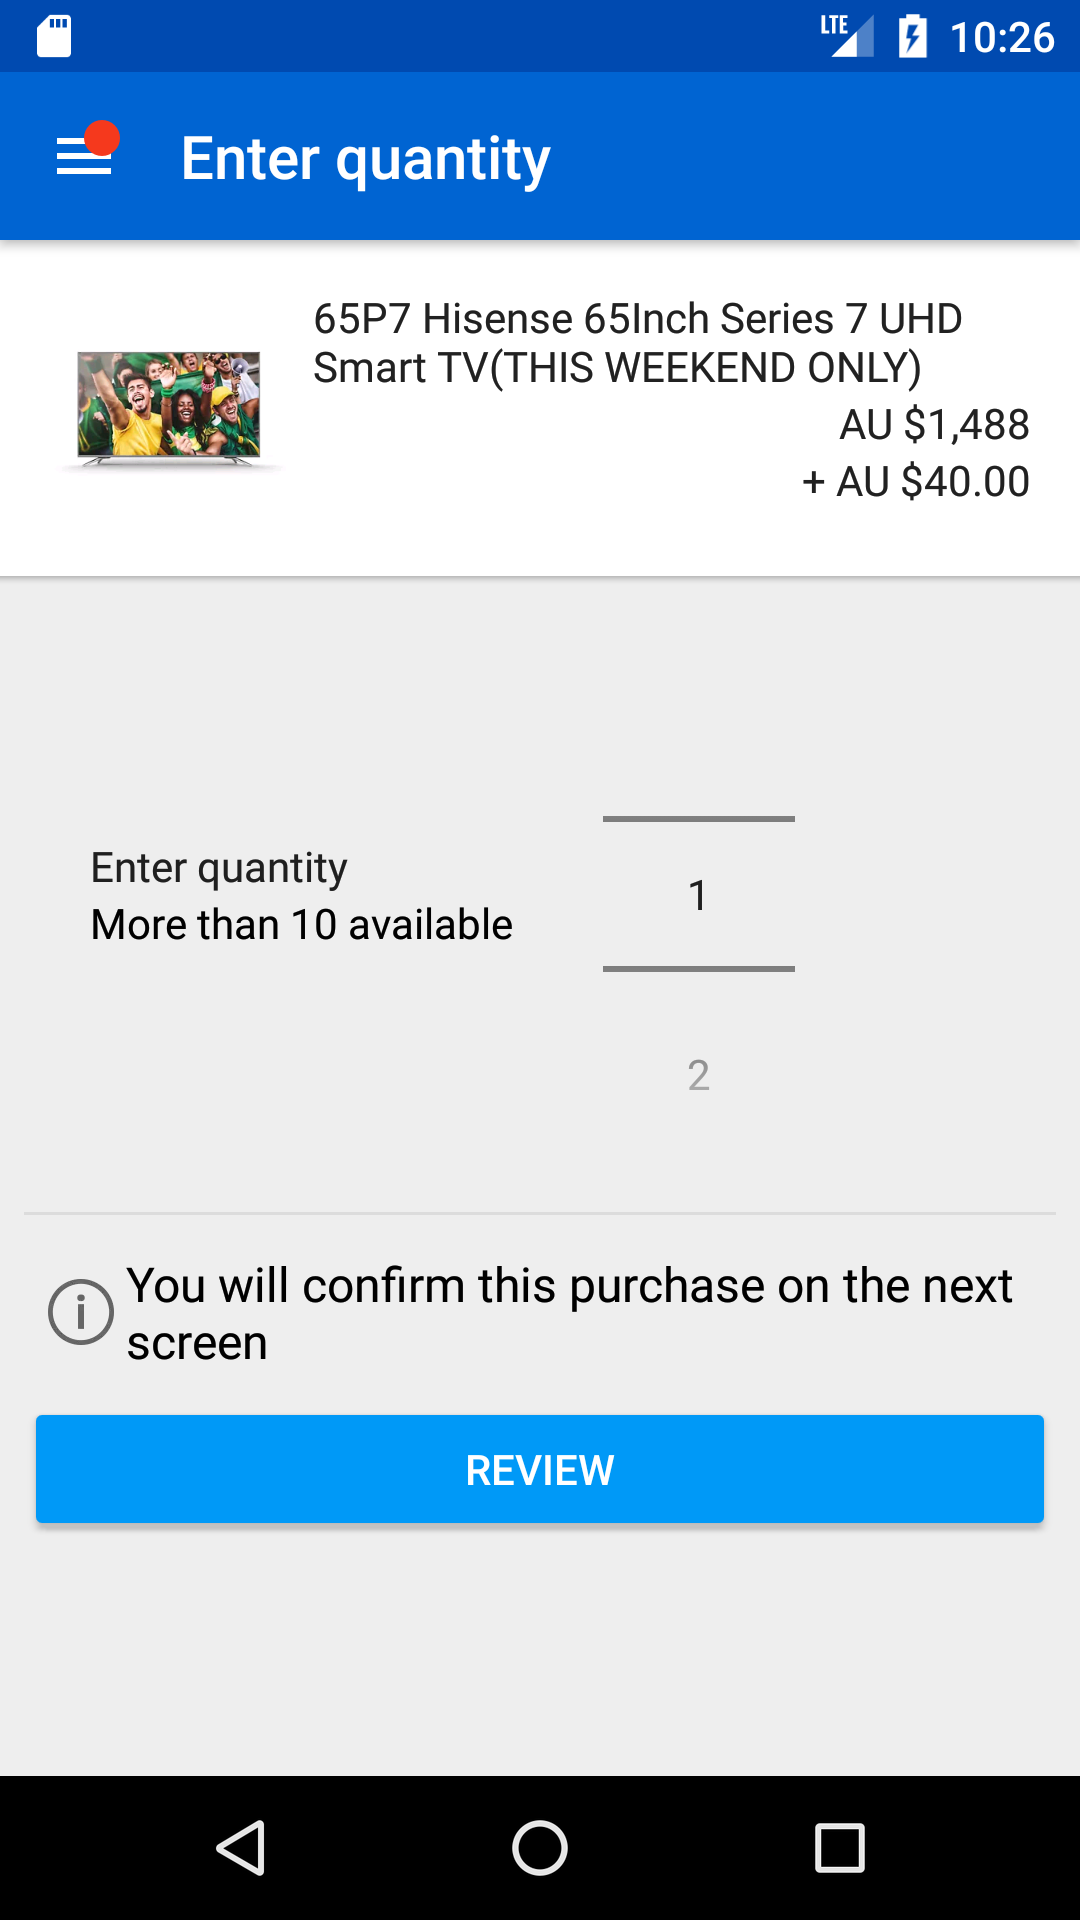 LTE 10:26
Enter quantity
65P7 Hisense 65Inch Series 7 UHD
Smart TV(THIS WEEKEND ONLY)
AU $1,488
+ AU $40.00
Enter quantity
More than 10 available
1
2
You will confirm this purchase on the next
screen
REVIEW